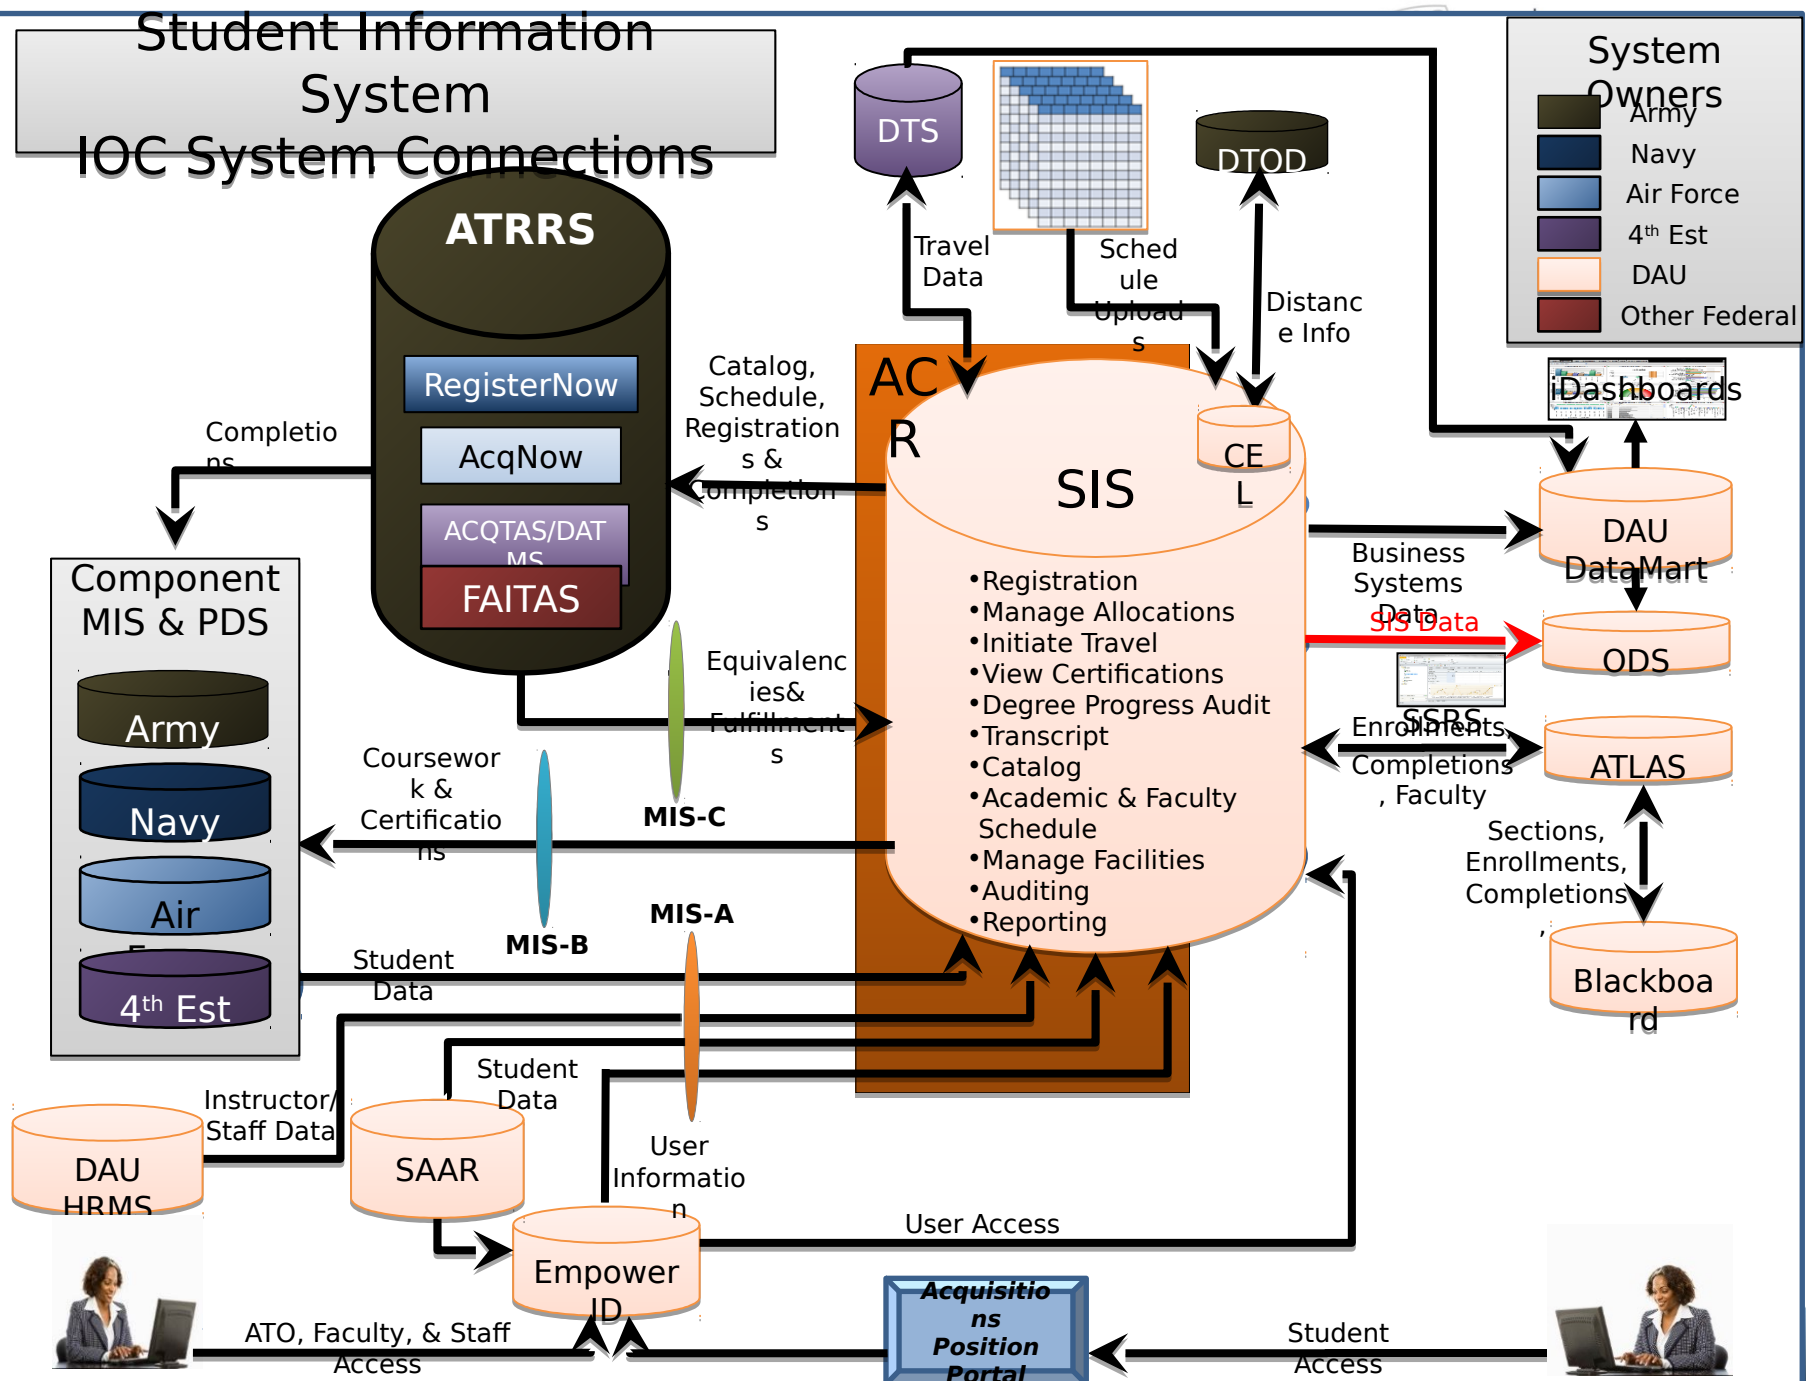 Student Information
System
IOC System Connections
System
Owners
Army
Navy
Air Force
4th Est
DAU
Other Federal
DTS
DTOD
Travel
Data
Sched
ule
Upload
s
Distanc
e Info
ATRRS
RegisterNow
AcqNow
ACQTAS/DAT
MS
FAITAS
Catalog,
Schedule,
Registration
s &
Completion
s
AC
R
SIS
CE
L
•Registration
•Manage Allocations
•Initiate Travel
•View Certifications
•Degree Progress Audit
•Transcript
•Catalog
•Academic & Faculty
Schedule
•Manage Facilities
•Auditing
•Reporting
iDashboards
DAU
DataMart
Business
Systems
Data
SIS Data
ODS
SSRS
Enrollments,
Completions
, Faculty
ATLAS
Sections,
Enrollments,
Completions
,
Blackboa
rd
Completio
ns
Component
MIS & PDS
Army
Navy
Air
4th Est
Equivalenc
ies&
Fulfillment
s
MIS-C
Coursewor
k &
Certificatio
ns
MIS-B
MIS-A
Student
Data
Instructor/
Staff Data
Student
Data
DAU
HRMS
SAAR
User
Informatio
n
Empower
ID
User Access
ATO, Faculty, & Staff
Access
Acquisitio
ns
Position
Portal
Student
Access